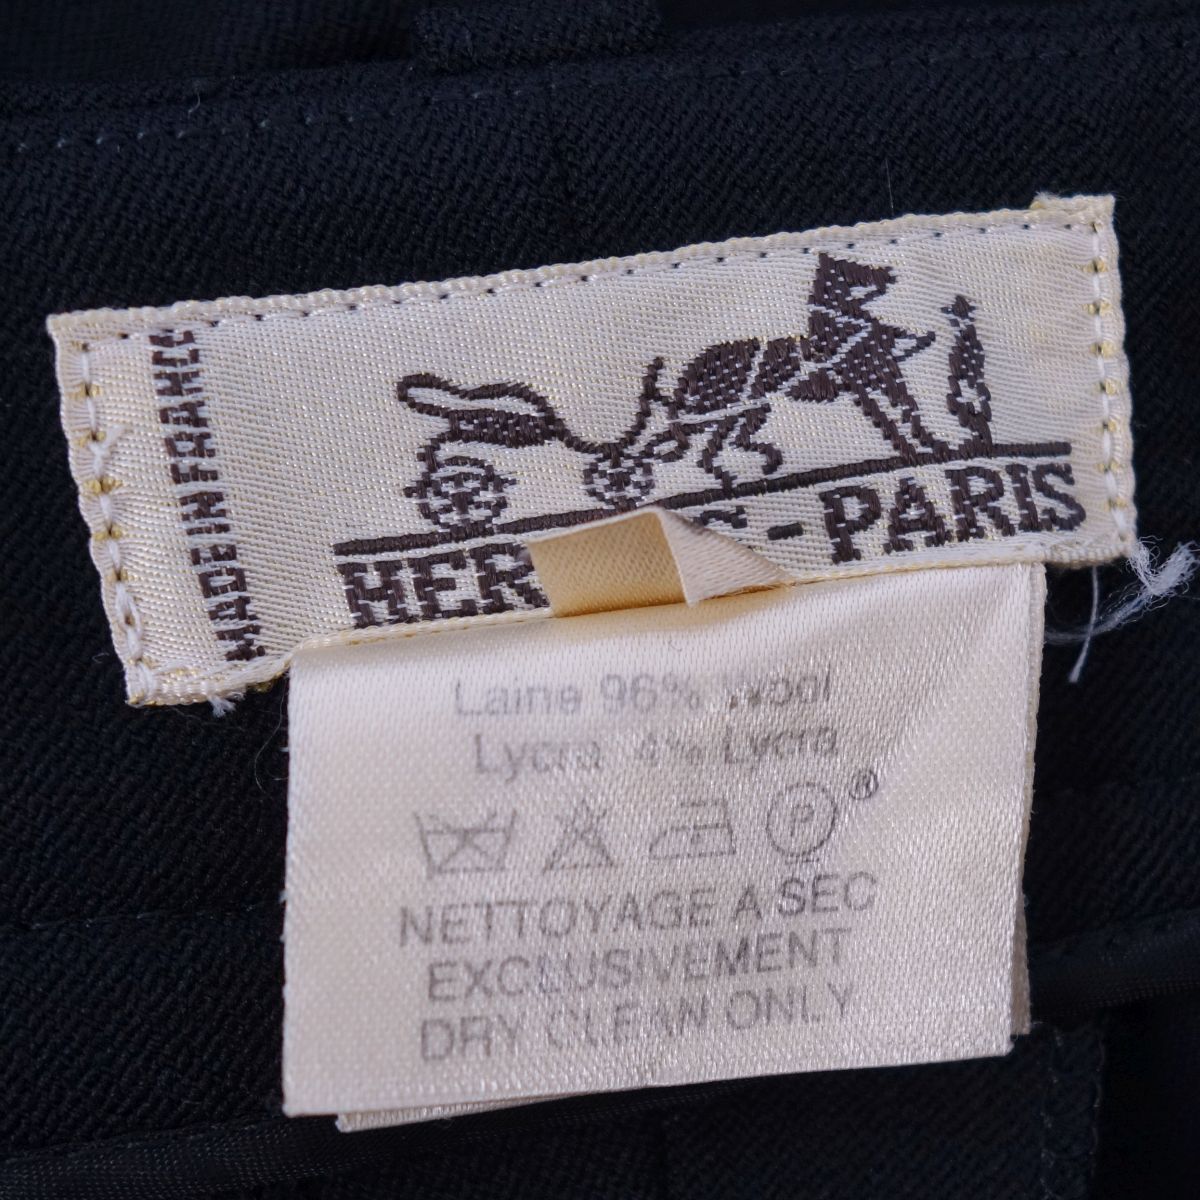 MADE IN FRANCE
HER S-PARIS
Laine 96% Wool
Lycra 4% Lycra
P ®
NETTOYAGE A SEC
EXCLUSIVEMENT
DRY CLEAN ONLY